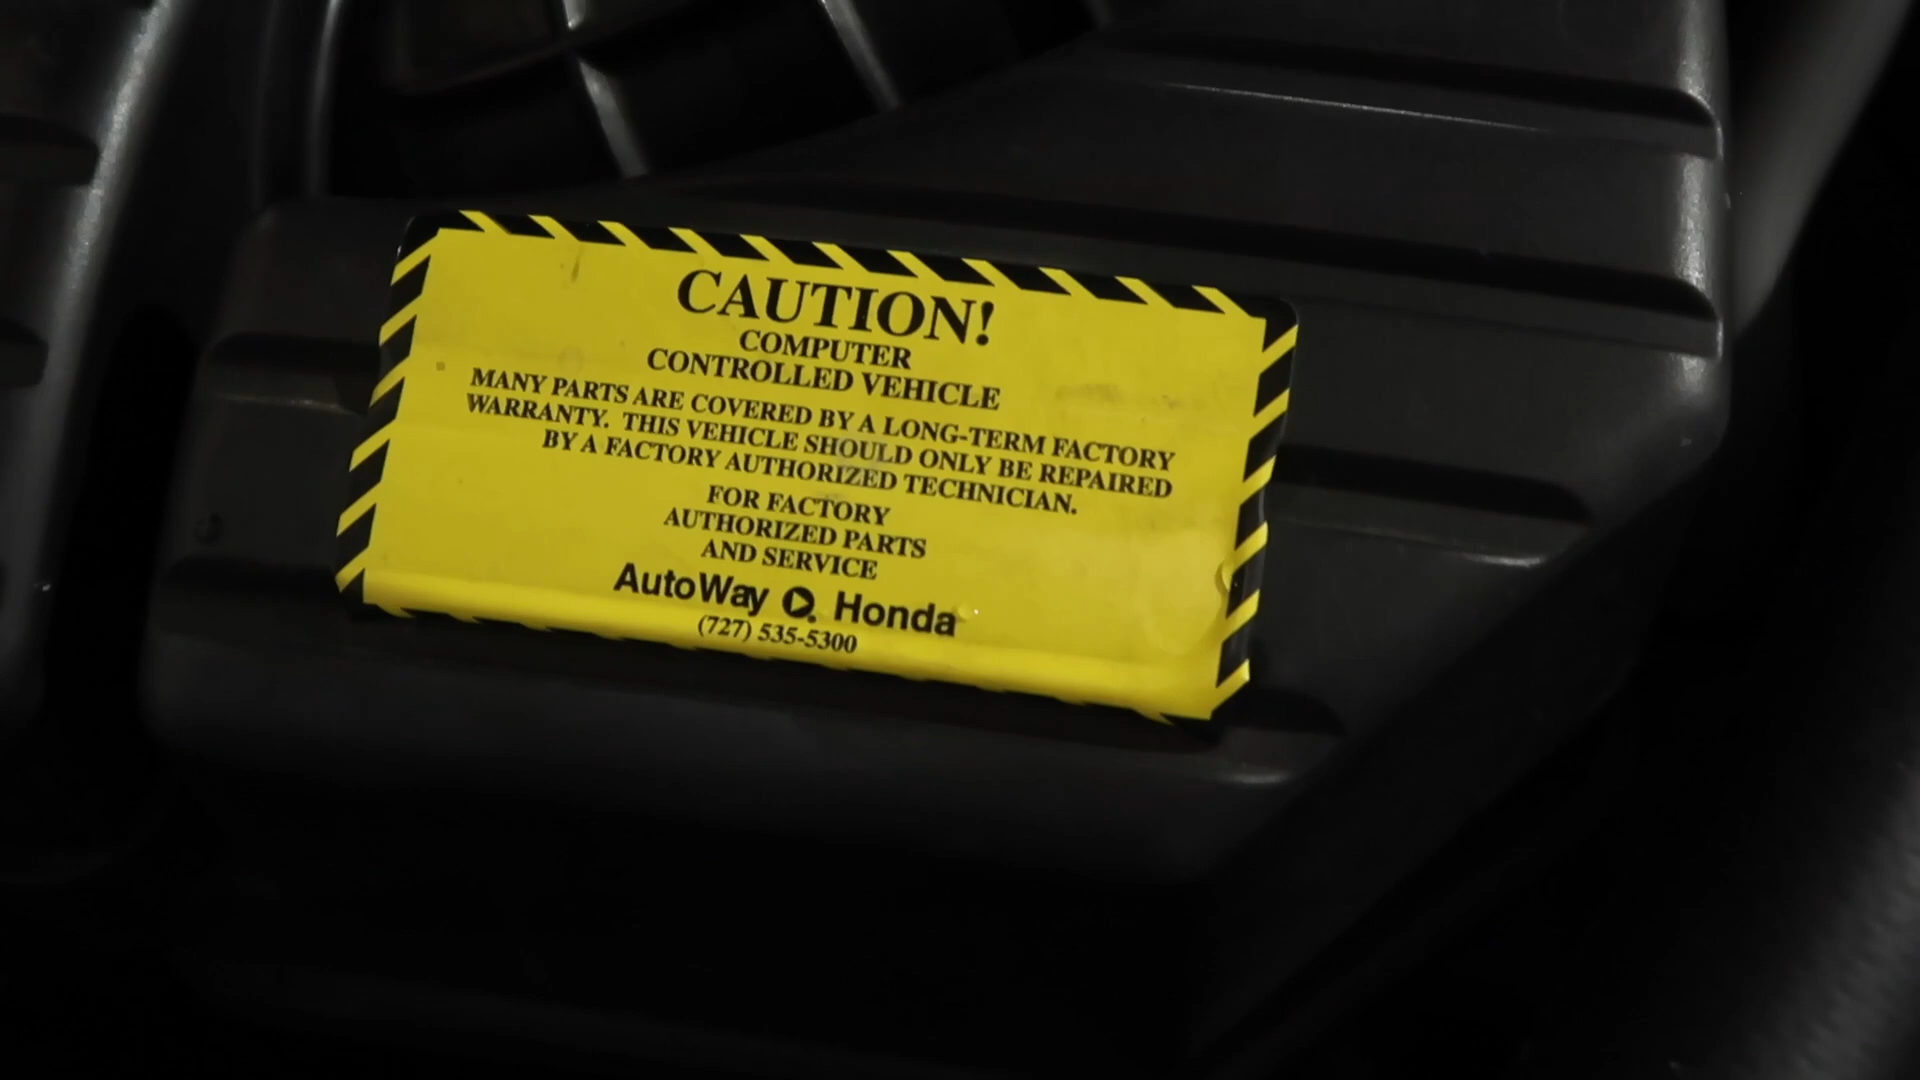 CAUTION!
COMPUTER
CONTROLLED VEHICLE
MANY PARTS ARE COVERED BY A LONG-TERM FACTORY
WARRANTY. THIS VEHICLE SHOULD ONLY BE REPAIRED
BY A FACTORY AUTHORIZED TECHNICIAN.
FOR FACTORY
AUTHORIZED PARTS
AND SERVICE
AutoWay Honda
(727) 535-5300